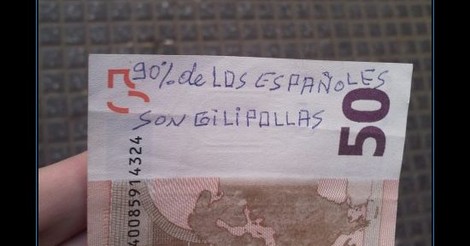 90% de LOS ESPAÑOLES
SON GILIPOLLAS
50
40085914324